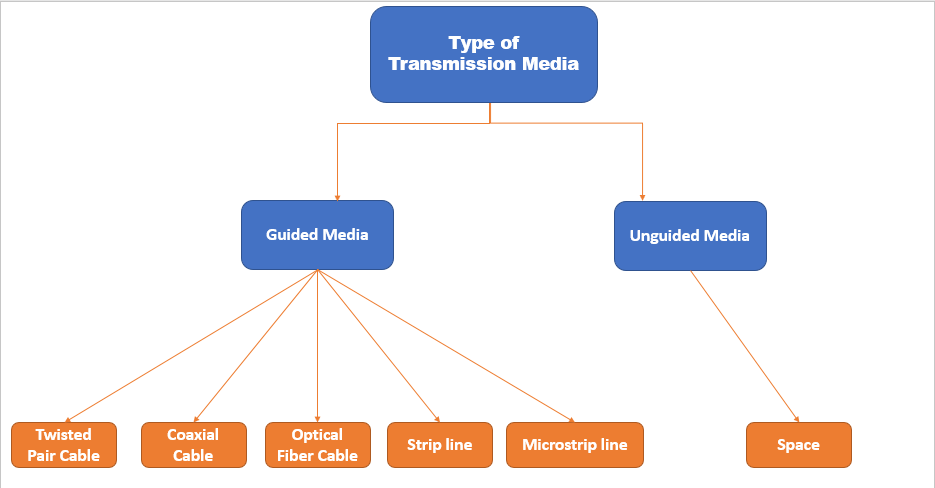 Type of
Transmission Media
Guided Media
Unguided Media
Twisted
Pair Cable
Coaxial
Cable
Optical
Fiber Cable
Strip line
Microstrip line
Space